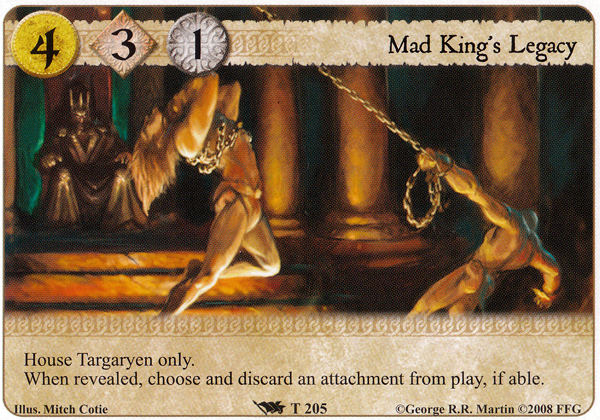 4 3 1 Mad King's Legacy
House Targaryen only.
When revealed, choose and discard an attachment from play, if able.
Illus. Mitch Cotie T 205 ©George R.R. Martin ©2008 FFG